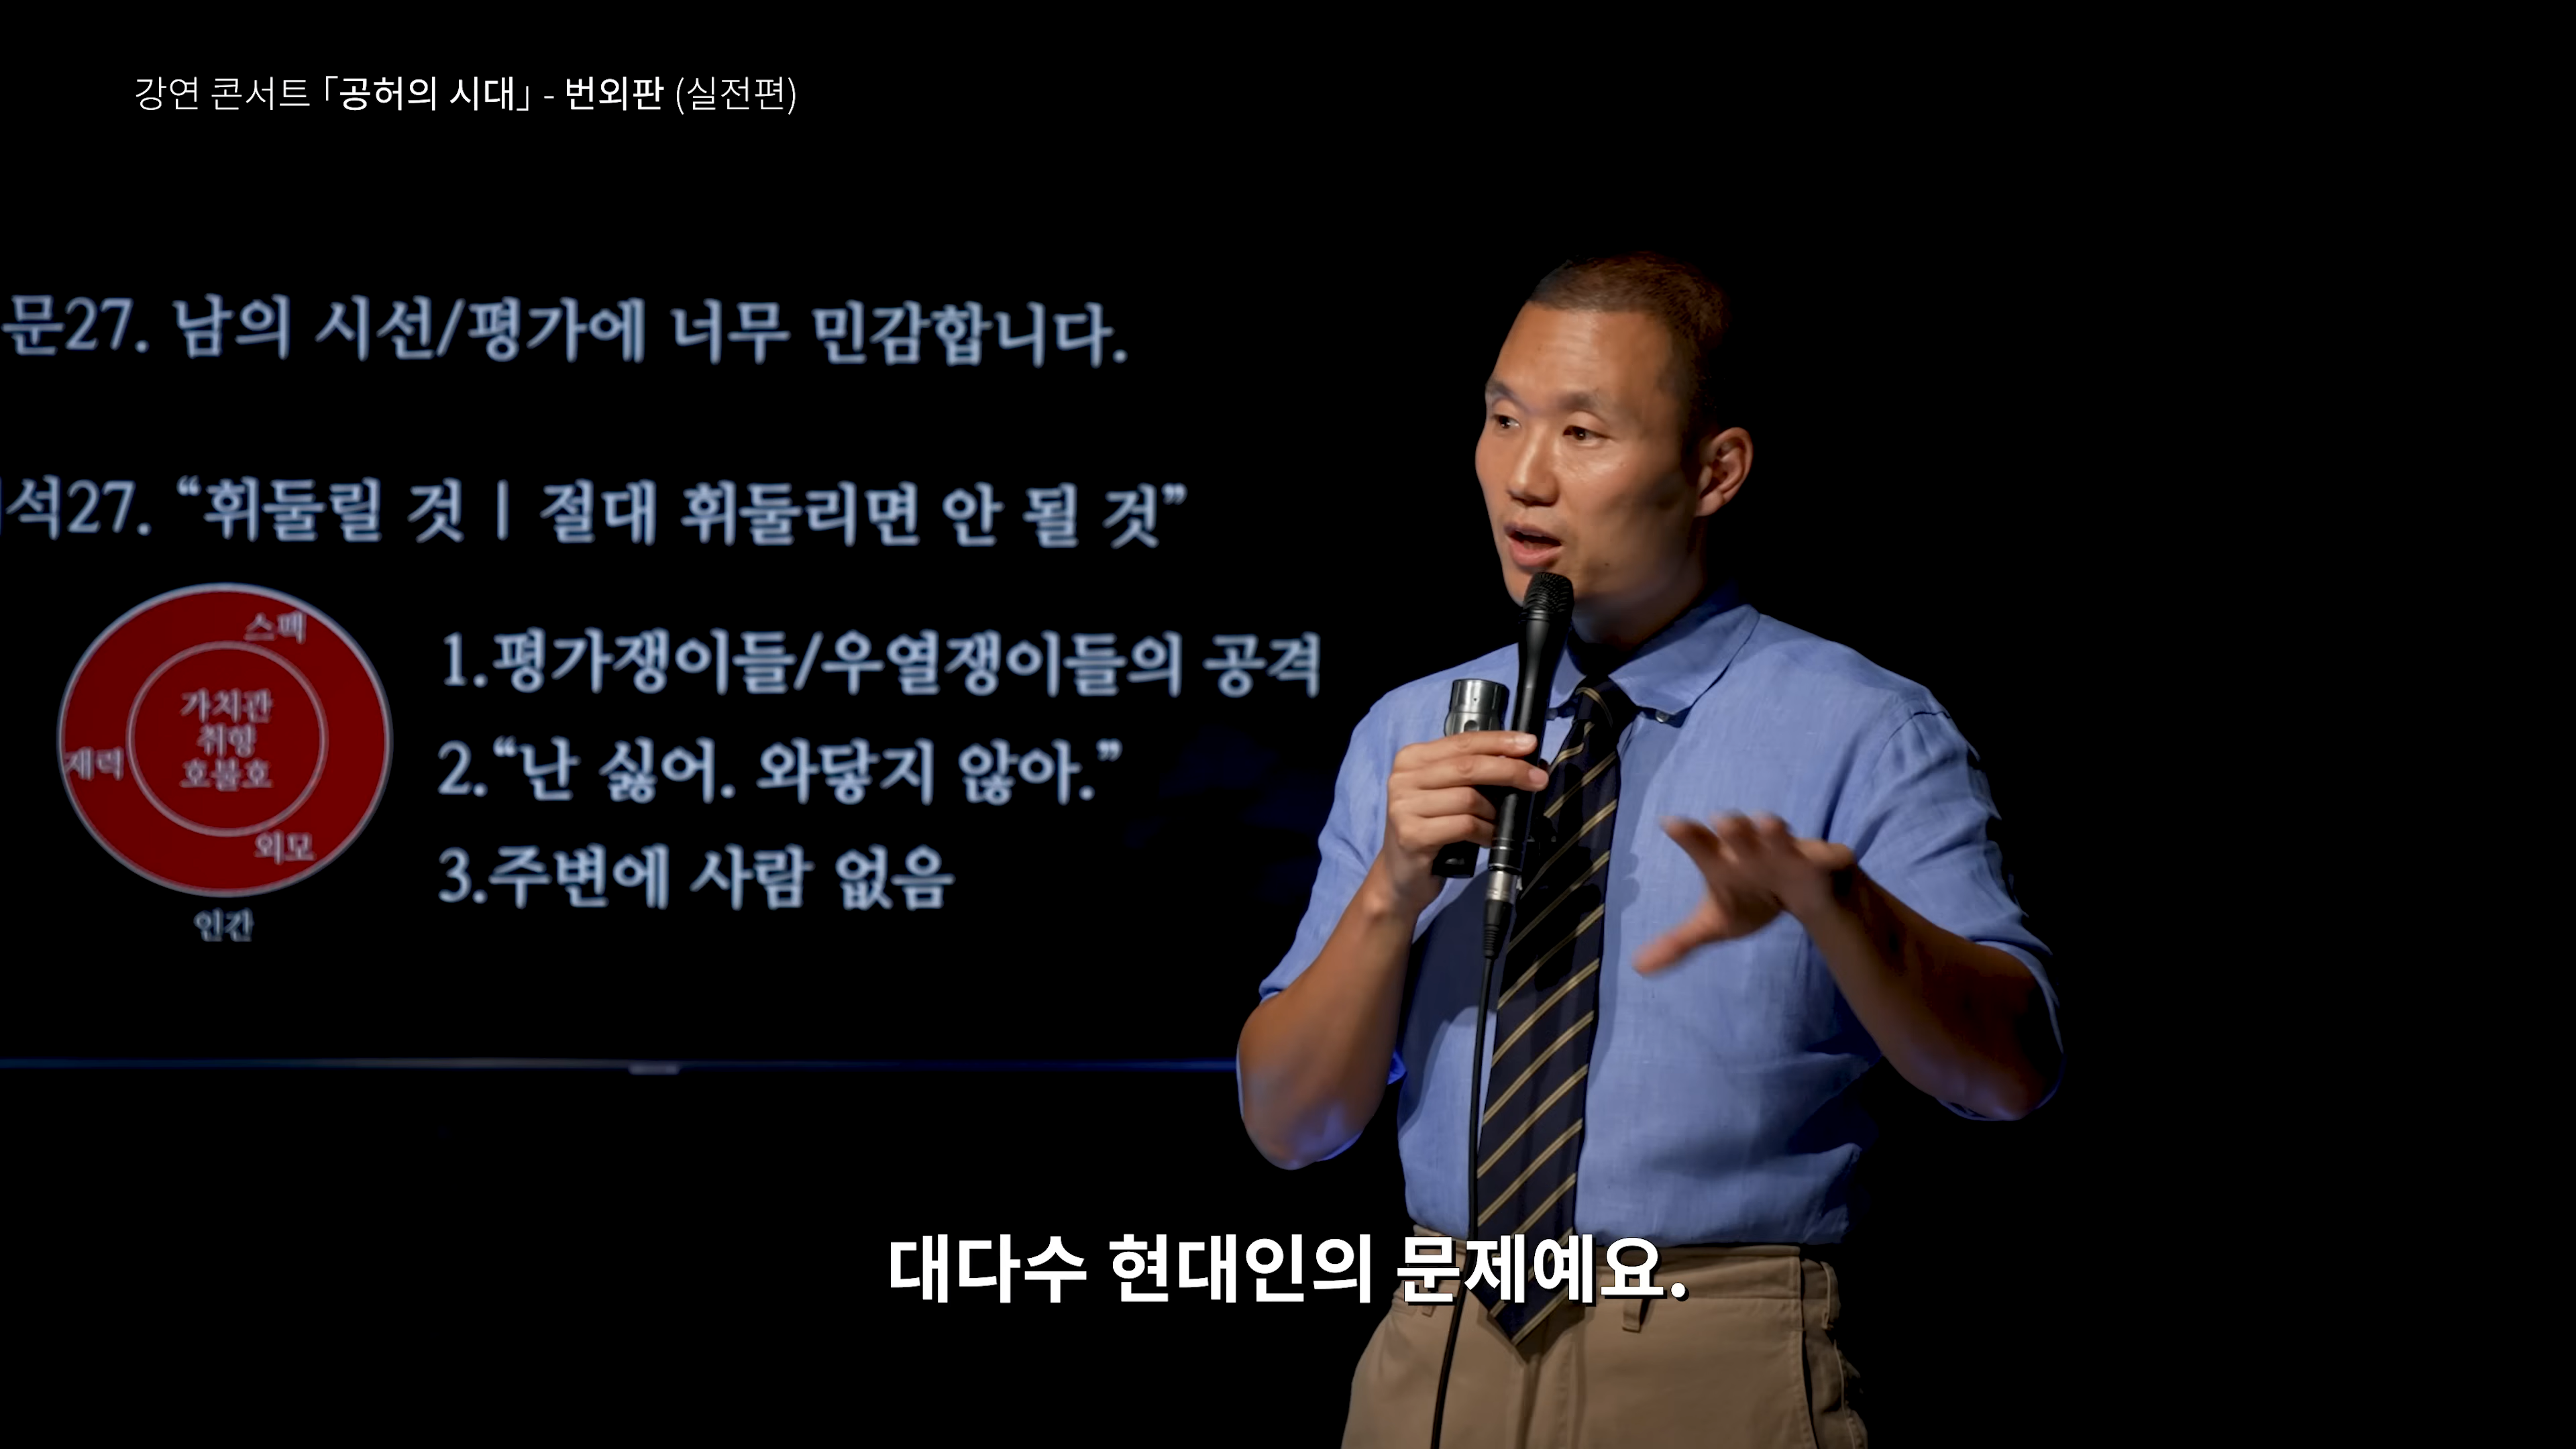 강연 콘서트 「공허의 시대」 - 번외판 (실전편)
문27. 남의 시선/평가에 너무 민감합니다.
석27. “휘둘릴 것 | 절대 휘둘리면 안 될 것”
스펙
가치관
취향
호불호
재력
외모
인간
1.평가쟁이들/우열쟁이들의 공격
2.“난 싫어. 와닿지 않아.”
3.주변에 사람 없음
대다수 현대인의 문제예요.